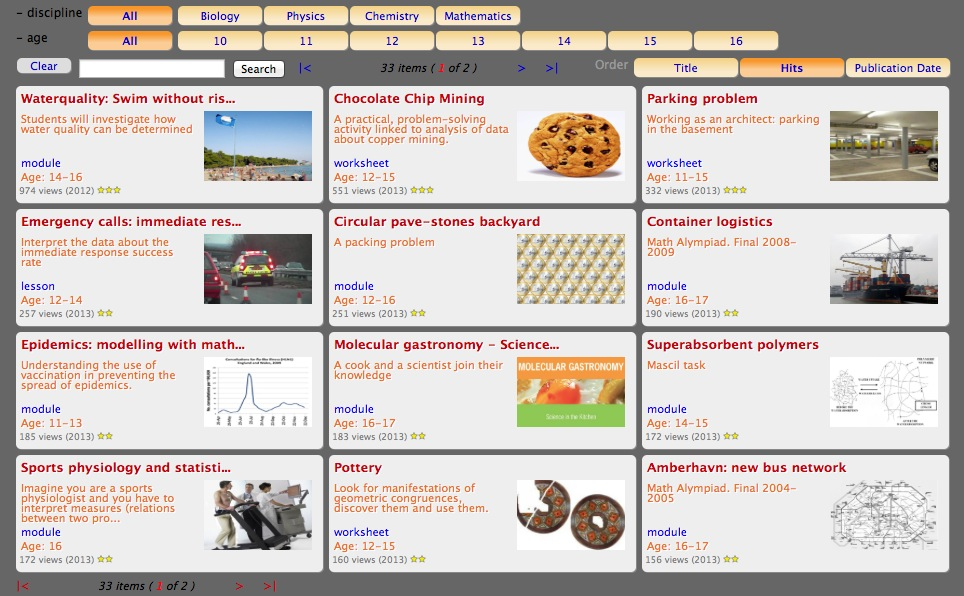 - discipline All Biology Physics Chemistry Mathematics
- age All 10 11 12 13 14 15 16
Clear Search |< 33 items ( 1 of 2 ) > >| Order Title Hits Publication Date
Waterquality: Swim without ris...
Students will investigate how
water quality can be determined
module
Age: 14-16
974 views (2012)
Chocolate Chip Mining
A practical, problem-solving
activity linked to analysis of data
about copper mining.
worksheet
Age: 12-15
551 views (2013)
Parking problem
Working as an architect: parking
in the basement
worksheet
Age: 11-15
332 views (2013)
Emergency calls: immediate res...
Interpret the data about the
immediate response success
rate
lesson
Age: 12-14
257 views (2013)
Circular pave-stones backyard
A packing problem
module
Age: 12-16
251 views (2013)
Container logistics
Math Alympiad. Final 2008-
2009
module
Age: 16-17
190 views (2013)
Epidemics: modelling with math...
Understanding the use of
vaccination in preventing the
spread of epidemics.
module
Age: 11-13
185 views (2013)
Molecular gastronomy - Science...
A cook and a scientist join their
knowledge
module
Age: 16-17
183 views (2013)
MOLECULAR GASTRONOMY
Science in the Kitchen
Superabsorbent polymers
Mascil task
module
Age: 14-15
172 views (2013)
Sports physiology and statisti...
Imagine you are a sports
physiologist and you have to
interpret measures (relations
between two pro...
module
Age: 16
172 views (2013)
Pottery
Look for manifestations of
geometric congruences,
discover them and use them.
worksheet
Age: 12-15
160 views (2013)
Amberhavn: new bus network
Math Alympiad. Final 2004-
2005
module
Age: 16-17
156 views (2013)
|< 33 items ( 1 of 2 ) > >|